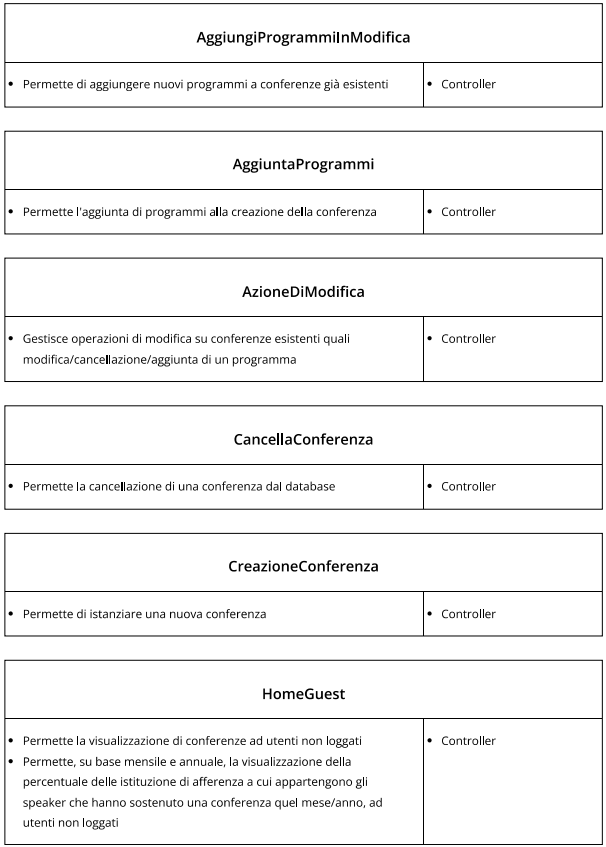 AggiungiProgrammiInModifica
• Permette di aggiungere nuovi programmi a conferenze già esistenti
• Controller
AggiuntaProgrammi
• Permette l'aggiunta di programmi alla creazione della conferenza
• Controller
AzioneDiModifica
• Gestisce operazioni di modifica su conferenze esistenti quali
modifica/cancellazione/aggiunta di un programma
• Controller
CancellaConferenza
• Permette la cancellazione di una conferenza dal database
• Controller
CreazioneConferenza
• Permette di istanziare una nuova conferenza
• Controller
HomeGuest
• Permette la visualizzazione di conferenze ad utenti non loggati
• Permette, su base mensile e annuale, la visualizzazione della
percentuale delle istituzione di afferenza a cui appartengono gli
speaker che hanno sostenuto una conferenza quel mese/anno, ad
utenti non loggati
• Controller